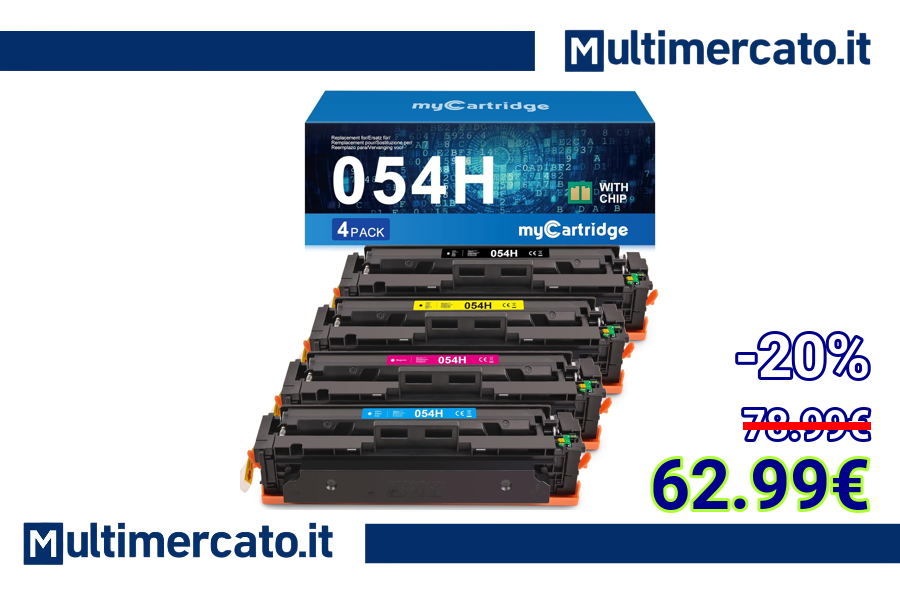 Multimercato.it
myCartridge
Replacement for/Ersatz für/
Remplacement pour/Sostituzione per/
Reemplazo para/Vervanging voor
054H
WITH
CHIP
4 PACK
myCartridge
054H
054H
054H
054H
-20%
78.99€
62.99€
Multimercato.it